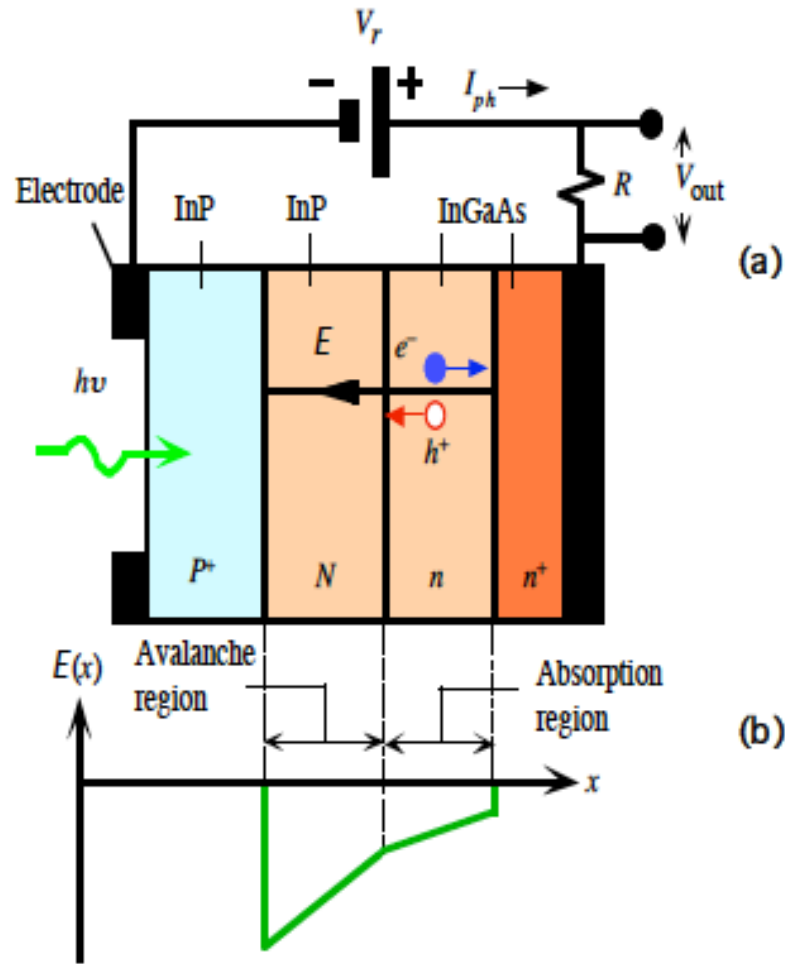 V_r
- +
I_ph
Electrode
InP
InP
InGaAs
R
V_out
(a)
E
e⁻
hυ
h⁺
P⁺
N
n
n⁺
E(x)
Avalanche
region
Absorption
region
(b)
x